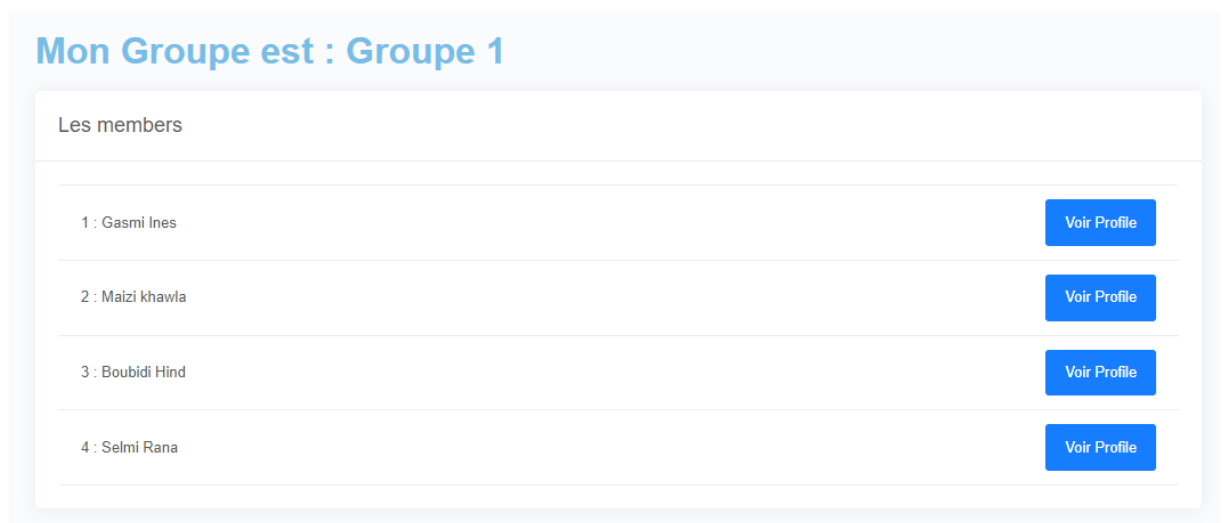 Mon Groupe est : Groupe 1
Les members
1 : Gasmi Ines Voir Profile
2 : Maizi khawla Voir Profile
3 : Boubidi Hind Voir Profile
4 : Selmi Rana Voir Profile